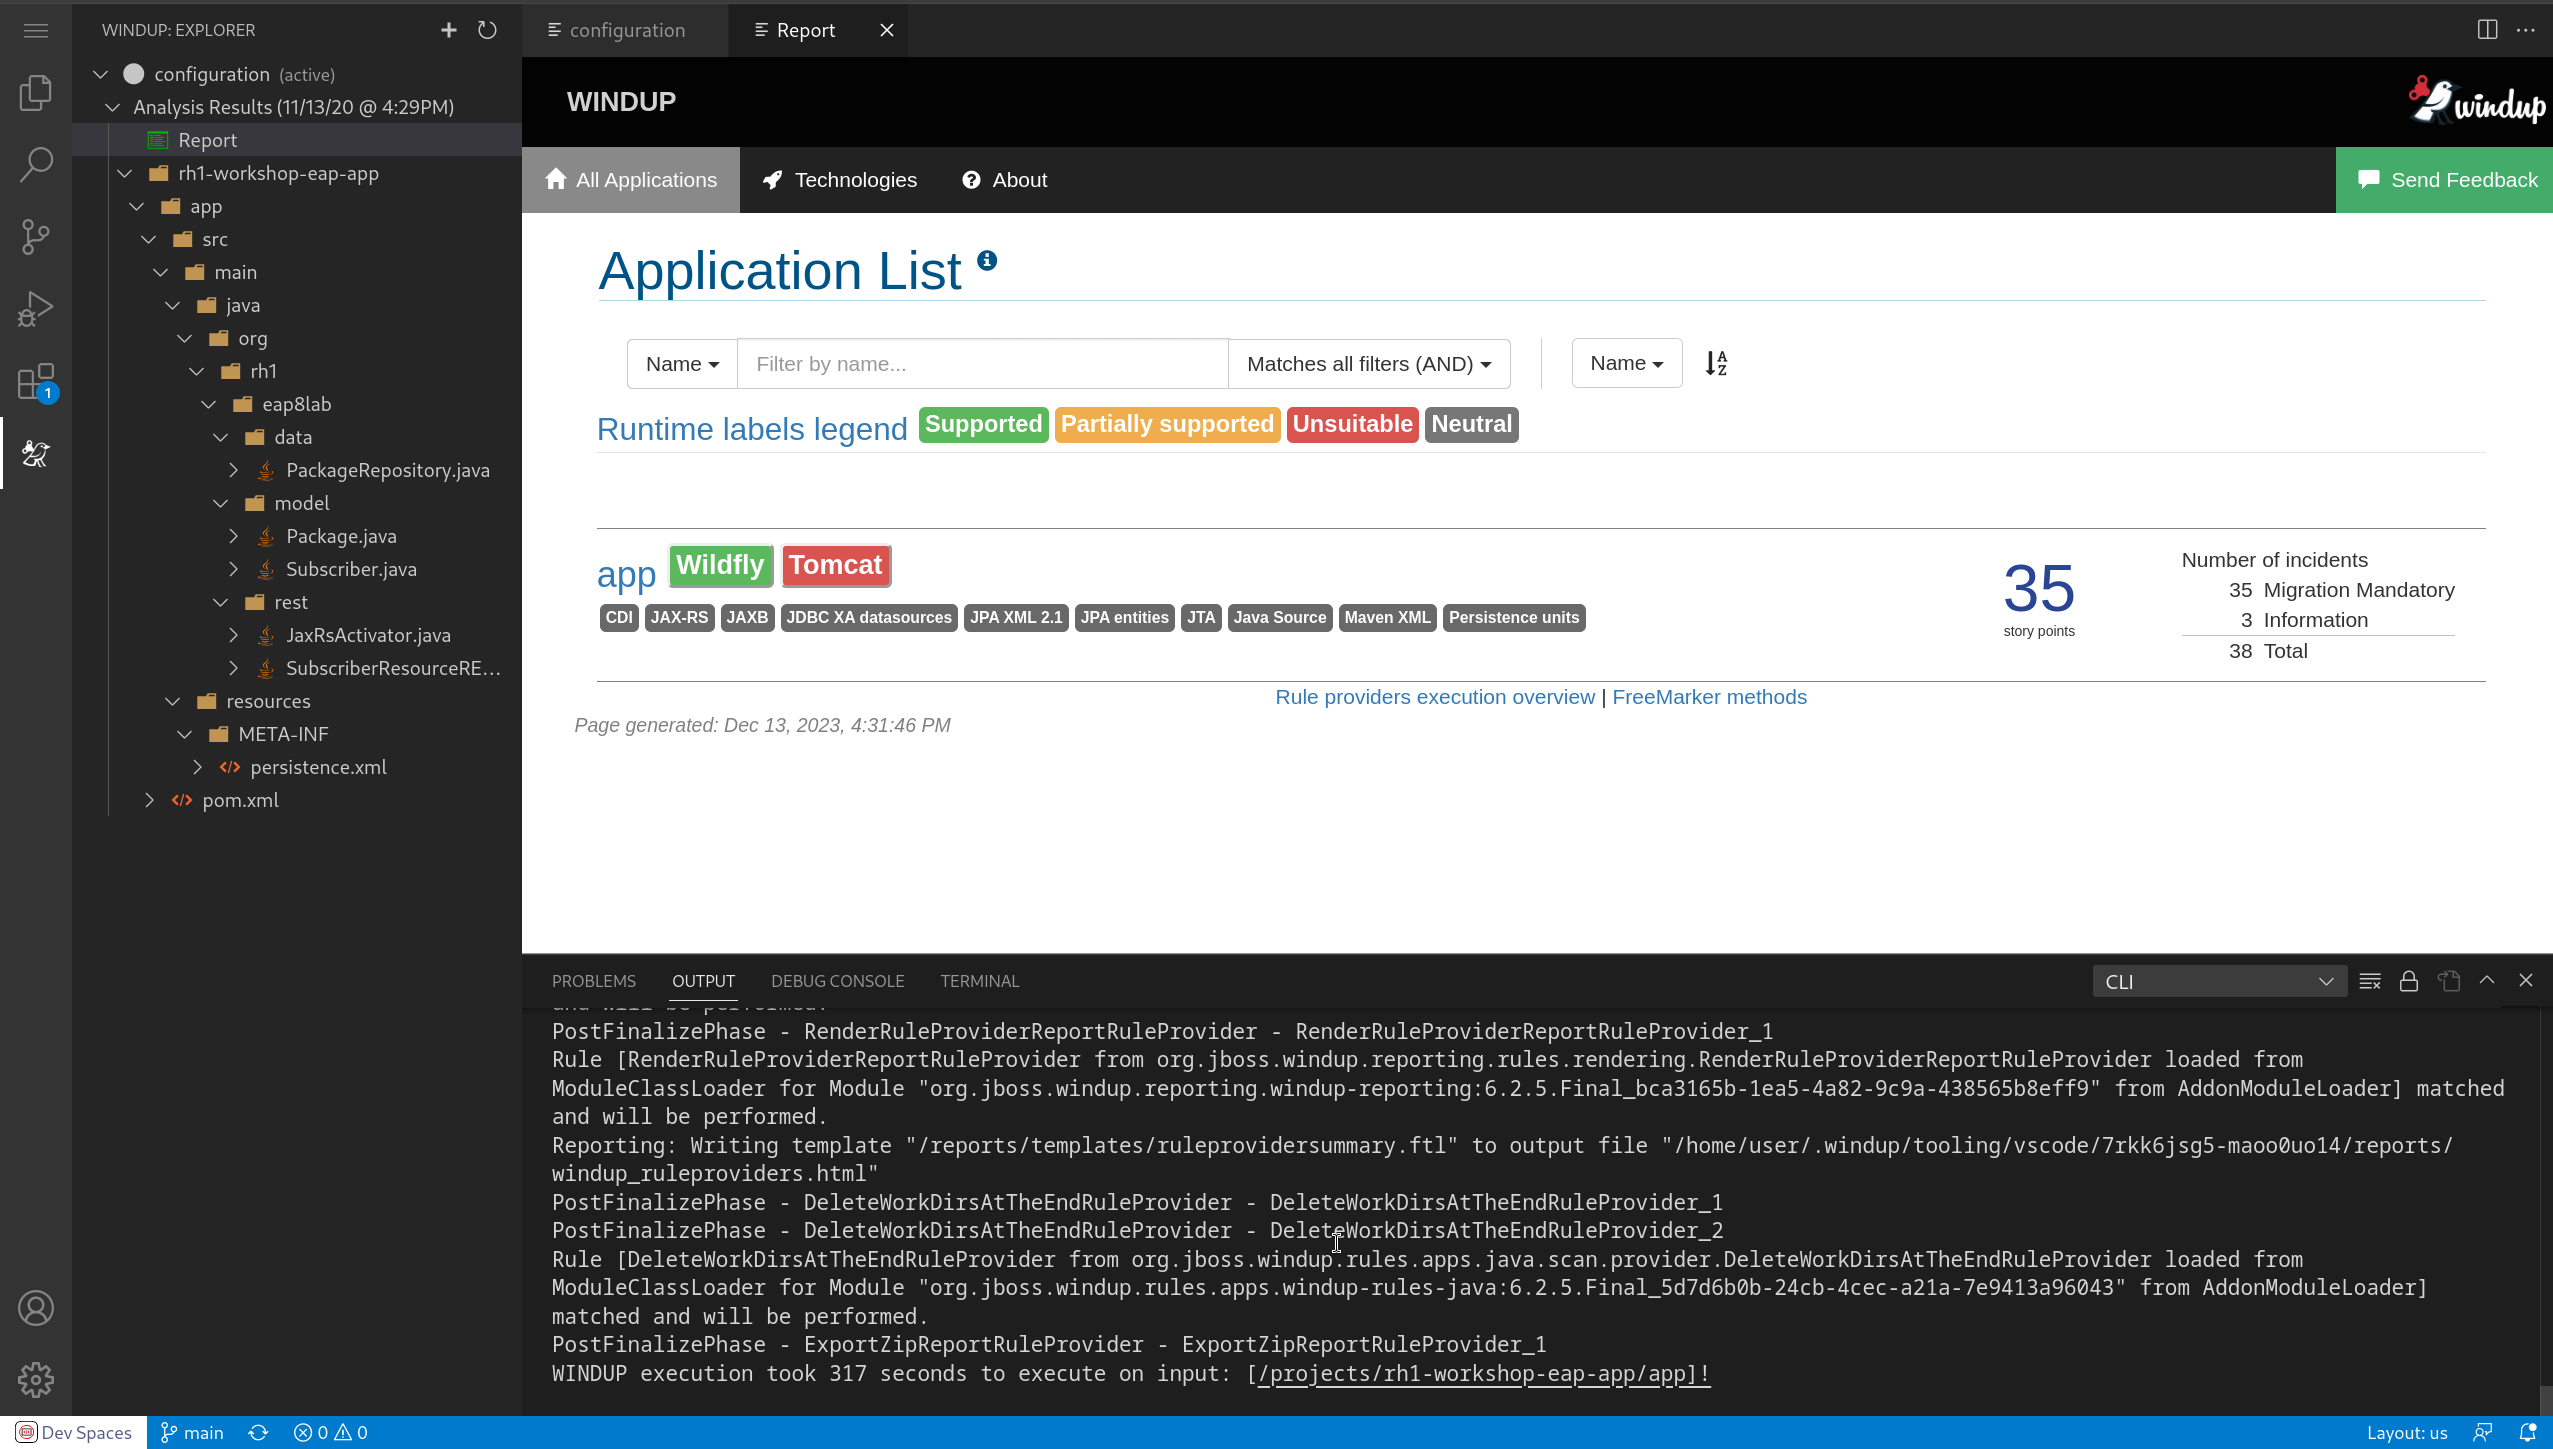 WINDUP: EXPLORER
configuration (active)
Analysis Results (11/13/20 @ 4:29PM)
Report
rh1-workshop-eap-app
app
src
main
java
org
rh1
eap8lab
data
PackageRepository.java
model
Package.java
Subscriber.java
rest
JaxRsActivator.java
SubscriberResourceRE...
resources
META-INF
persistence.xml
pom.xml
1
configuration
Report
WINDUP
windup
All Applications
Technologies
About
Send Feedback
Application List
Name
Filter by name...
Matches all filters (AND)
Name
A
Z
Runtime labels legend Supported Partially supported Unsuitable Neutral
app Wildfly Tomcat
CDI JAX-RS JAXB JDBC XA datasources JPA XML 2.1 JPA entities JTA Java Source Maven XML Persistence units
35
story points
Number of incidents
35 Migration Mandatory
3 Information
38 Total
Rule providers execution overview | FreeMarker methods
Page generated: Dec 13, 2023, 4:31:46 PM
PROBLEMS OUTPUT DEBUG CONSOLE TERMINAL
CLI
and will be performed.
PostFinalizePhase - RenderRuleProviderReportRuleProvider - RenderRuleProviderReportRuleProvider_1
Rule [RenderRuleProviderReportRuleProvider from org.jboss.windup.reporting.rules.rendering.RenderRuleProviderReportRuleProvider loaded from
ModuleClassLoader for Module "org.jboss.windup.reporting.windup-reporting:6.2.5.Final_bca3165b-1ea5-4a82-9c9a-438565b8eff9" from AddonModuleLoader] matched
and will be performed.
Reporting: Writing template "/reports/templates/ruleprovidersummary.ftl" to output file "/home/user/.windup/tooling/vscode/7rkk6jsg5-maoo0uo14/reports/
windup_ruleproviders.html"
PostFinalizePhase - DeleteWorkDirsAtTheEndRuleProvider - DeleteWorkDirsAtTheEndRuleProvider_1
PostFinalizePhase - DeleteWorkDirsAtTheEndRuleProvider - DeleteWorkDirsAtTheEndRuleProvider_2
Rule [DeleteWorkDirsAtTheEndRuleProvider from org.jboss.windup.rules.apps.java.scan.provider.DeleteWorkDirsAtTheEndRuleProvider loaded from
ModuleClassLoader for Module "org.jboss.windup.rules.apps.windup-rules-java:6.2.5.Final_5d7d6b0b-24cb-4cec-a21a-7e9413a96043" from AddonModuleLoader]
matched and will be performed.
PostFinalizePhase - ExportZipReportRuleProvider - ExportZipReportRuleProvider_1
WINDUP execution took 317 seconds to execute on input: [/projects/rh1-workshop-eap-app/app]!
Dev Spaces
main
0
0
Layout: us